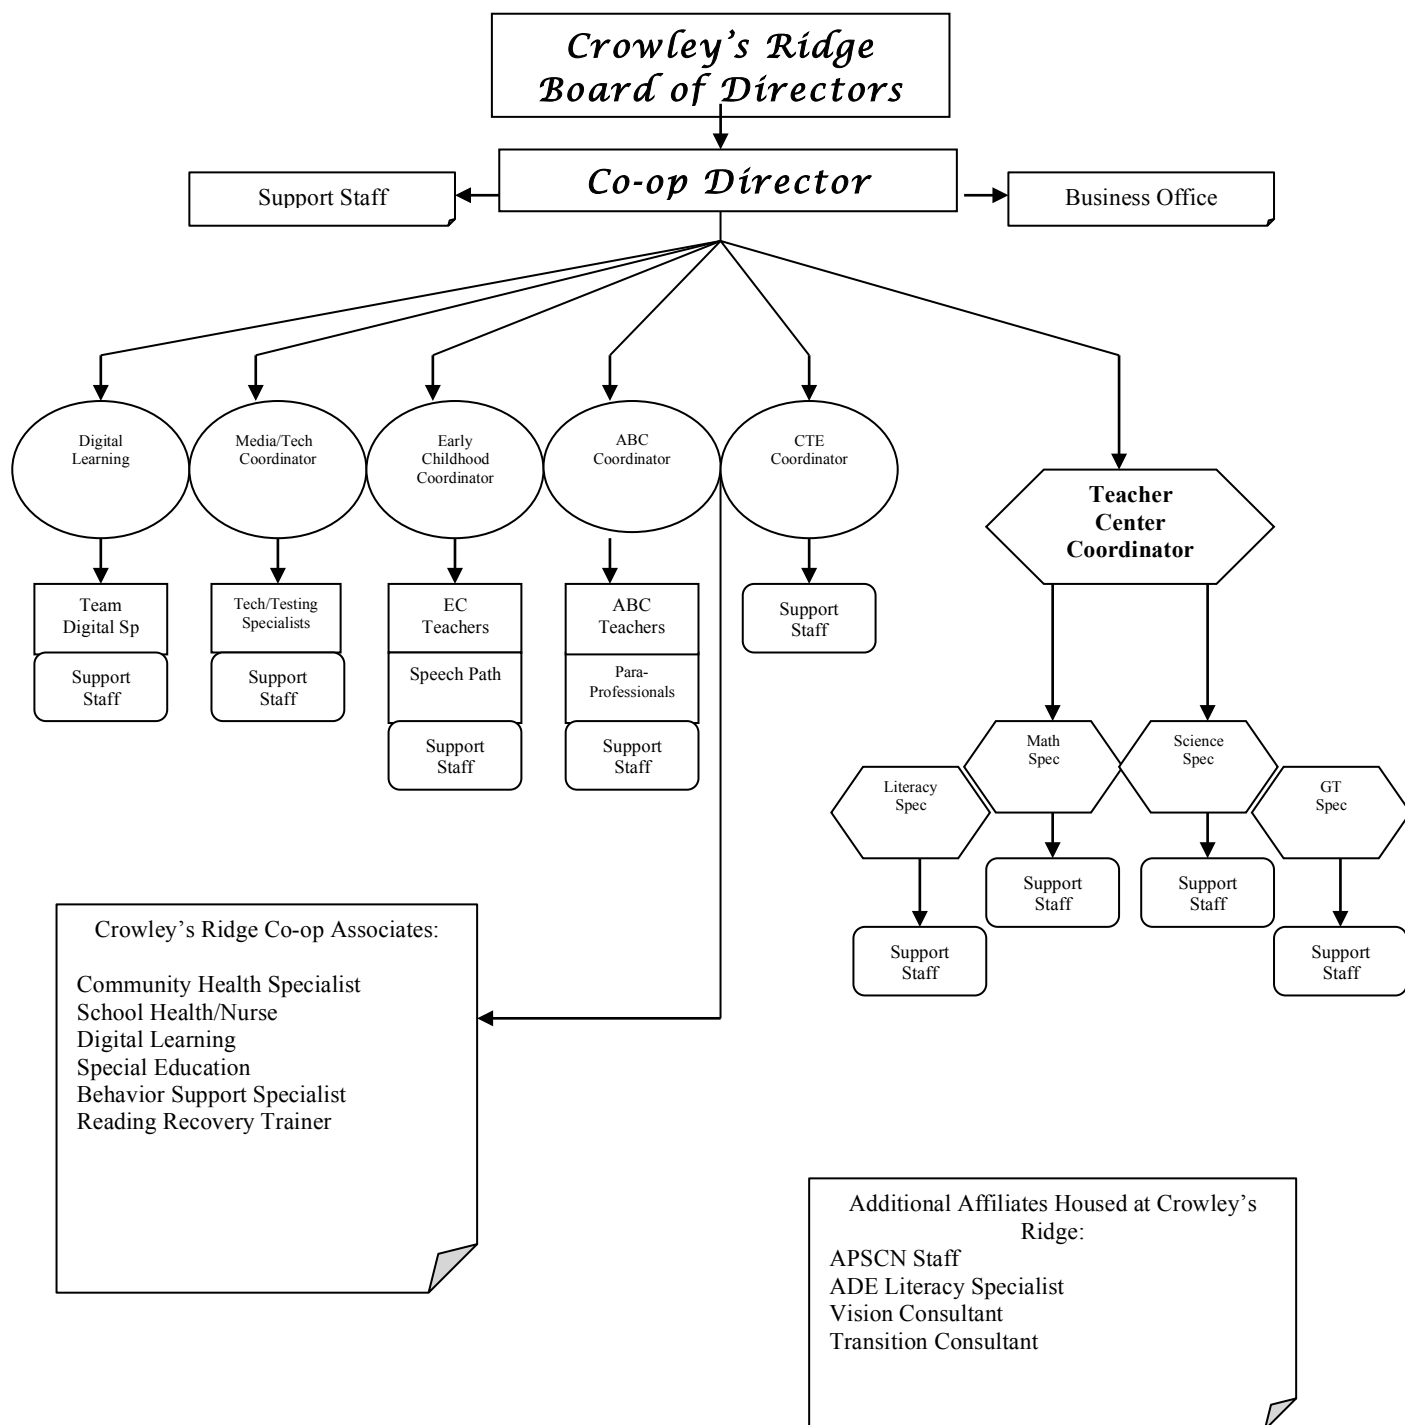 Crowley's Ridge
Board of Directors
Co-op Director
Support Staff
Business Office
Digital
Learning
Media/Tech
Coordinator
Early
Childhood
Coordinator
ABC
Coordinator
CTE
Coordinator
Teacher
Center
Coordinator
Team
Digital Sp
Support
Staff
Tech/Testing
Specialists
Support
Staff
EC
Teachers
Speech Path
Support
Staff
ABC
Teachers
Para-
Professionals
Support
Staff
Support
Staff
Literacy
Spec
Math
Spec
Science
Spec
GT
Spec
Support
Staff
Support
Staff
Support
Staff
Support
Staff
Crowley's Ridge Co-op Associates:
Community Health Specialist
School Health/Nurse
Digital Learning
Special Education
Behavior Support Specialist
Reading Recovery Trainer
Additional Affiliates Housed at Crowley's
Ridge:
APSCN Staff
ADE Literacy Specialist
Vision Consultant
Transition Consultant